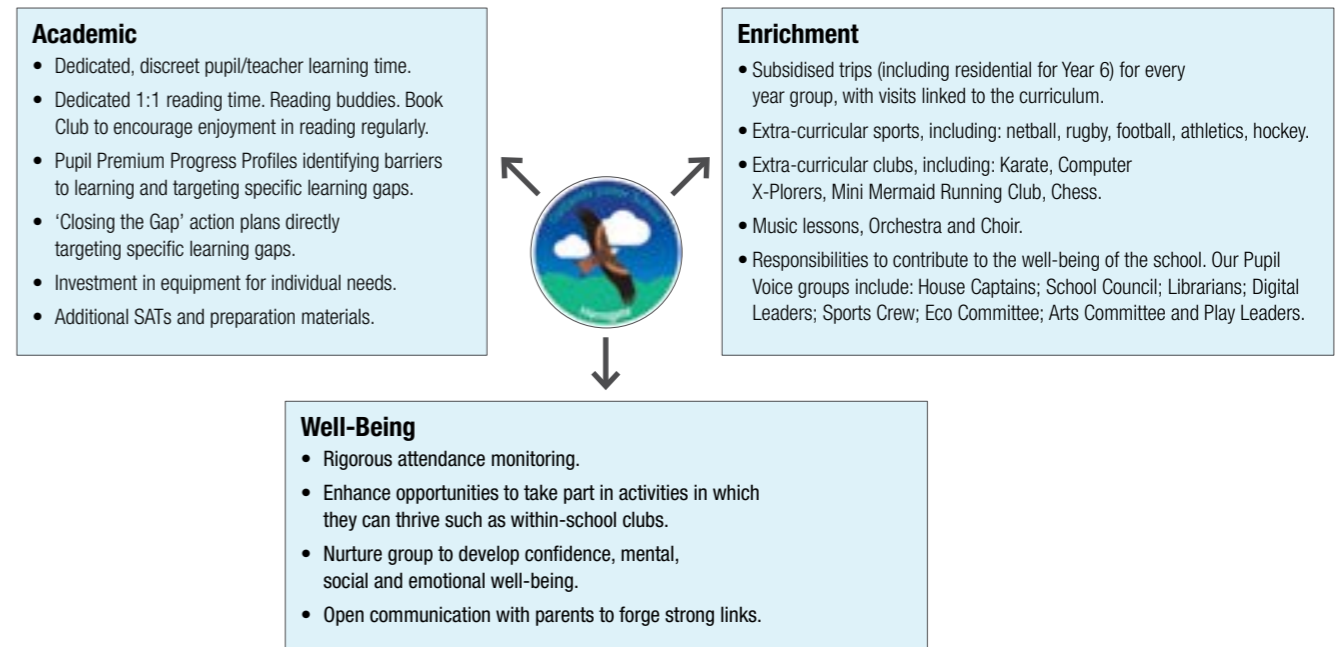 Academic
• Dedicated, discreet pupil/teacher learning time.
• Dedicated 1:1 reading time. Reading buddies. Book
Club to encourage enjoyment in reading regularly.
• Pupil Premium Progress Profiles identifying barriers
to learning and targeting specific learning gaps.
• ‘Closing the Gap’ action plans directly
targeting specific learning gaps.
• Investment in equipment for individual needs.
• Additional SATs and preparation materials.
Enrichment
• Subsidised trips (including residential for Year 6) for every
year group, with visits linked to the curriculum.
• Extra-curricular sports, including: netball, rugby, football, athletics, hockey.
• Extra-curricular clubs, including: Karate, Computer
X-Plorers, Mini Mermaid Running Club, Chess.
• Music lessons, Orchestra and Choir.
• Responsibilities to contribute to the well-being of the school. Our Pupil
Voice groups include: House Captains; School Council; Librarians; Digital
Leaders; Sports Crew; Eco Committee; Arts Committee and Play Leaders.
Well-Being
• Rigorous attendance monitoring.
• Enhance opportunities to take part in activities in which
they can thrive such as within-school clubs.
• Nurture group to develop confidence, mental,
social and emotional well-being.
• Open communication with parents to forge strong links.